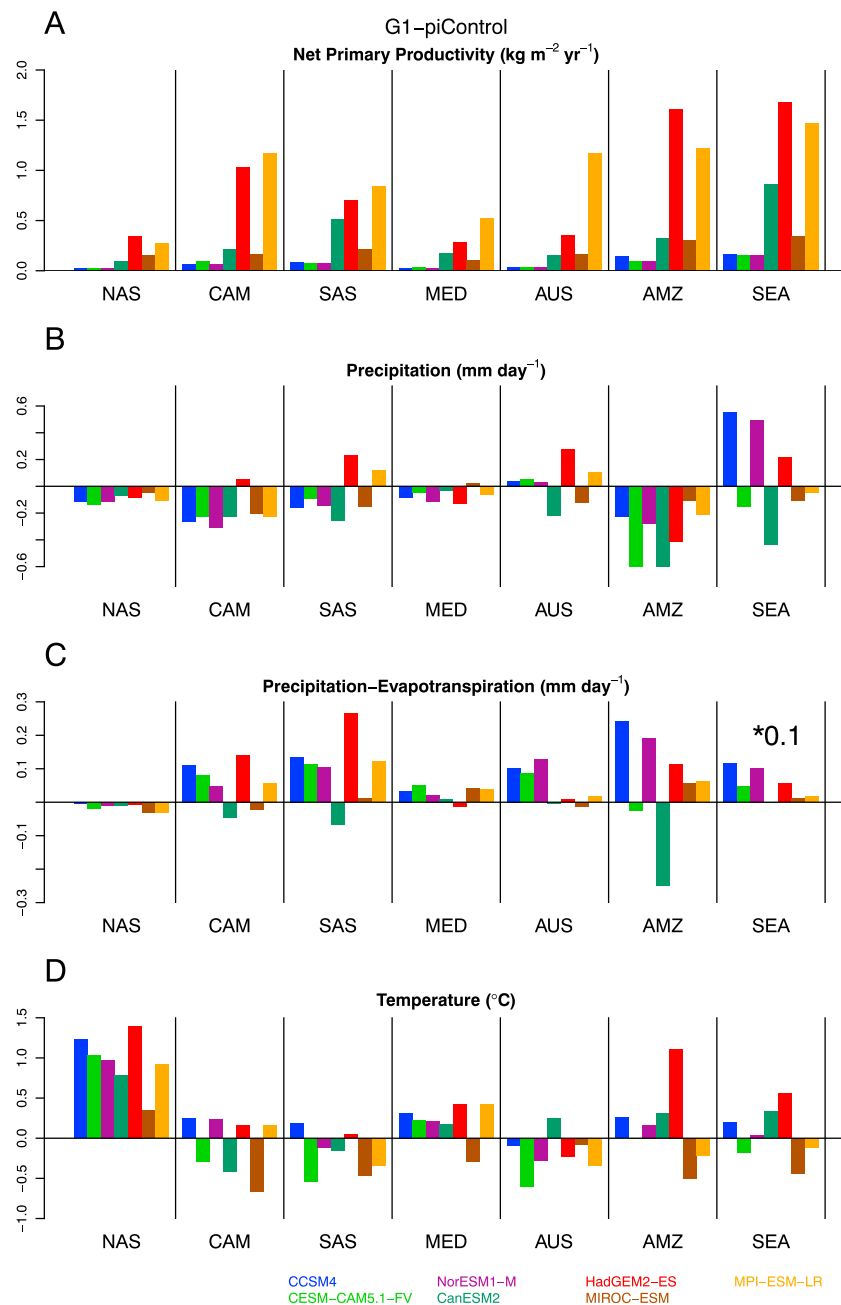 A
G1−piControl
Net Primary Productivity (kg m−2 yr−1)
2.0
1.5
1.0
0.5
0.0
NAS CAM SAS MED AUS AMZ SEA
B
Precipitation (mm day−1)
0.6
0.2
−0.2
−0.6
NAS CAM SAS MED AUS AMZ SEA
C
Precipitation−Evapotranspiration (mm day−1)
0.3
0.2
0.1
*0.1
−0.1
−0.3
NAS CAM SAS MED AUS AMZ SEA
D
Temperature (°C)
1.5
1.0
0.5
0.0
−0.5
−1.0
NAS CAM SAS MED AUS AMZ SEA
CCSM4 NorESM1−M HadGEM2−ES MPI−ESM−LR
CESM−CAM5.1−FV CanESM2 MIROC−ESM